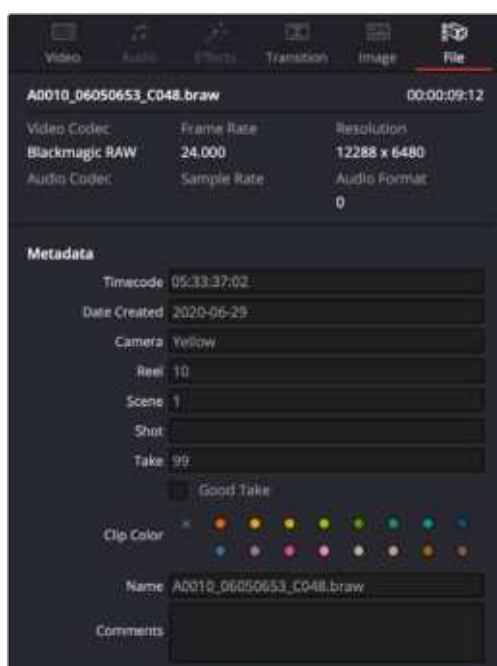 Video Audio Effects Transition Image File
A0010_06050653_C048.braw 00:00:09:12
Video Codec Frame Rate Resolution
Blackmagic RAW 24.000 12288 x 6480
Audio Codec Sample Rate Audio Format
0
Metadata
Timecode 05:33:37:02
Date Created 2020-06-29
Camera Yellow
Reel 10
Scene 1
Shot
Take 99
Good Take
Clip Color
Name A0010_06050653_C048.braw
Comments